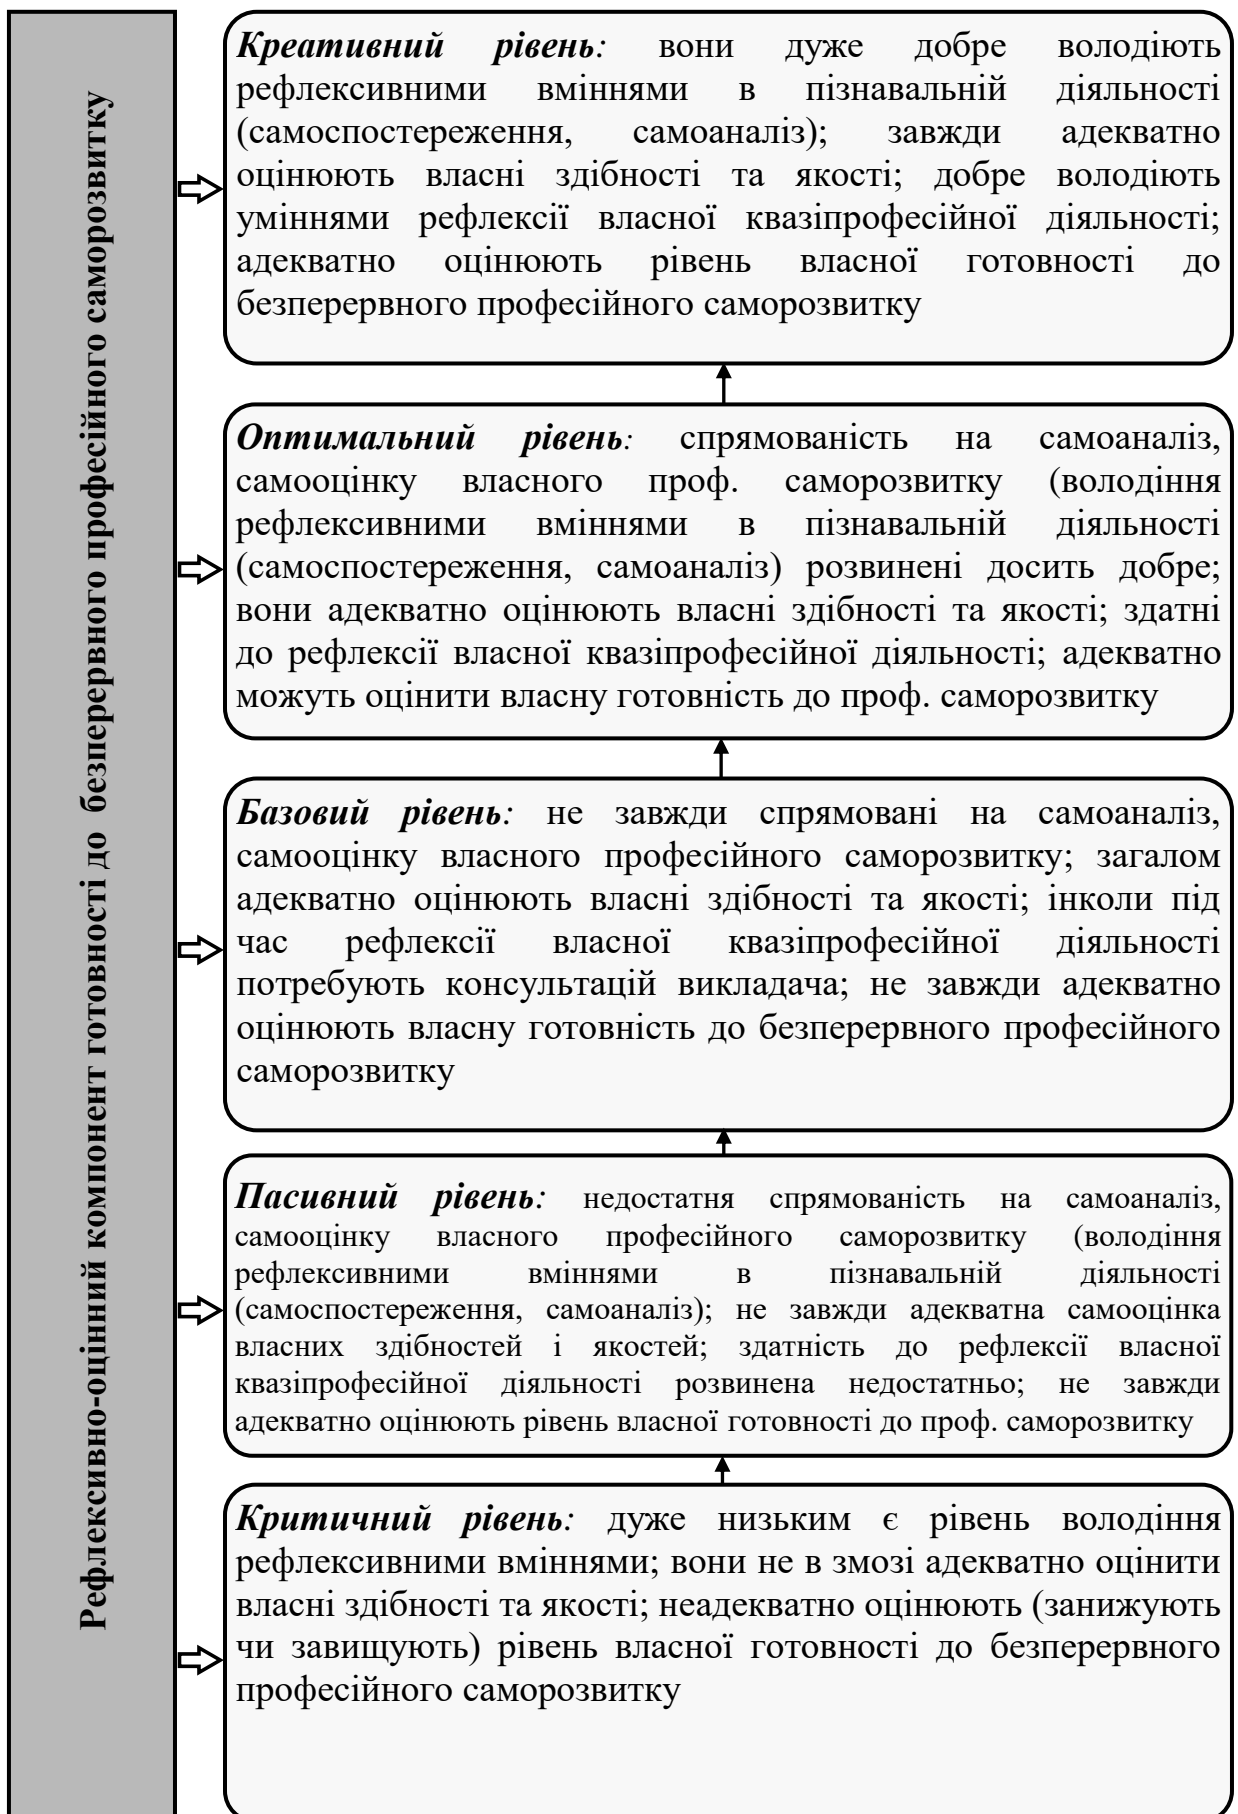 Рефлексивно-оцінний компонент готовності до безперервного професійного саморозвитку
Креативний рівень: вони дуже добре володіють
рефлексивними вміннями в пізнавальній діяльності
(самоспостереження, самоаналіз); завжди адекватно
оцінюють власні здібності та якості; добре володіють
уміннями рефлексії власної квазіпрофесійної діяльності;
адекватно оцінюють рівень власної готовності до
безперервного професійного саморозвитку
Оптимальний рівень: спрямованість на самоаналіз,
самооцінку власного проф. саморозвитку (володіння
рефлексивними вміннями в пізнавальній діяльності
(самоспостереження, самоаналіз) розвинені досить добре;
вони адекватно оцінюють власні здібності та якості; здатні
до рефлексії власної квазіпрофесійної діяльності; адекватно
можуть оцінити власну готовність до проф. саморозвитку
Базовий рівень: не завжди спрямовані на самоаналіз,
самооцінку власного професійного саморозвитку; загалом
адекватно оцінюють власні здібності та якості; інколи під
час рефлексії власної квазіпрофесійної діяльності
потребують консультацій викладача; не завжди адекватно
оцінюють власну готовність до безперервного професійного
саморозвитку
Пасивний рівень: недостатня спрямованість на самоаналіз,
самооцінку власного професійного саморозвитку (володіння
рефлексивними вміннями в пізнавальній діяльності
(самоспостереження, самоаналіз); не завжди адекватна самооцінка
власних здібностей і якостей; здатність до рефлексії власної
квазіпрофесійної діяльності розвинена недостатньо; не завжди
адекватно оцінюють рівень власної готовності до проф. саморозвитку
Критичний рівень: дуже низьким є рівень володіння
рефлексивними вміннями; вони не в змозі адекватно оцінити
власні здібності та якості; неадекватно оцінюють (занижують
чи завищують) рівень власної готовності до безперервного
професійного саморозвитку